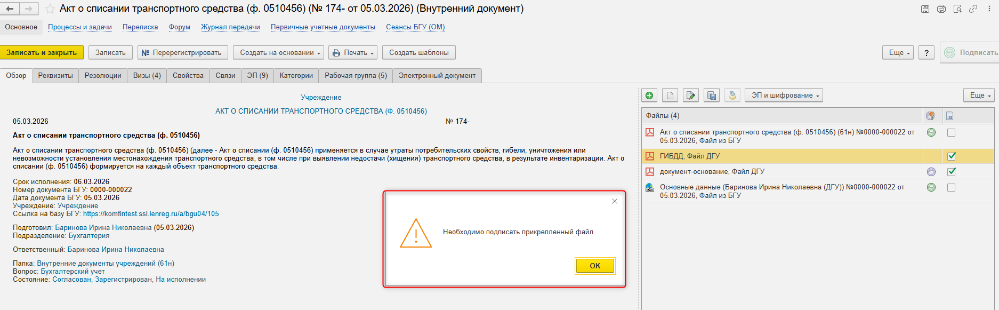 Акт о списании транспортного средства (ф. 0510456) (№ 174- от 05.03.2026) (Внутренний документ)
Основное Процессы и задачи Переписка Форум Журнал передачи Первичные учетные документы Сеансы БГУ (ОМ)
Записать и закрыть Записать № Перерегистрировать Создать на основании Печать Создать шаблоны Еще ? Подписать
Обзор Реквизиты Резолюции Визы (4) Свойства Связи ЭП (9) Категории Рабочая группа (5) Электронный документ
Учреждение
АКТ О СПИСАНИИ ТРАНСПОРТНОГО СРЕДСТВА (Ф. 0510456)
05.03.2026 № 174-
Акт о списании транспортного средства (ф. 0510456)
Акт о списании транспортного средства (ф. 0510456) (далее - Акт о списании (ф. 0510456) применяется в случае утраты потребительских свойств, гибели, уничтожения или
невозможности установления местонахождения транспортного средства, в том числе при выявлении недостачи (хищения) транспортного средства, в результате инвентаризации. Акт о
списании (ф. 0510456) формируется на каждый объект транспортного средства.
Срок исполнения: 06.03.2026
Номер документа БГУ: 0000-000022
Дата документа БГУ: 05.03.2026
Учреждение: Учреждение
Ссылка на базу БГУ: https://komfintest.ssl.lenreg.ru/a/bgu04/105
Подготовил: Баринова Ирина Николаевна (05.03.2026)
Подразделение: Бухгалтерия
Ответственный: Баринова Ирина Николаевна
Папка: Внутренние документы учреждений (61н)
Вопрос: Бухгалтерский учет
Состояние: Согласован, Зарегистрирован, На исполнении
Необходимо подписать прикрепленный файл
ОК
ЭП и шифрование Еще
Файлы (4)
Акт о списании транспортного средства (ф. 0510456) (61н) №0000-000022 от
05.03.2026, Файл из БГУ
ГИБДД, Файл ДГУ
документ-основание, Файл ДГУ
Основные данные (Баринова Ирина Николаевна (ДГУ)) №0000-000022 от
05.03.2026, Файл из БГУ